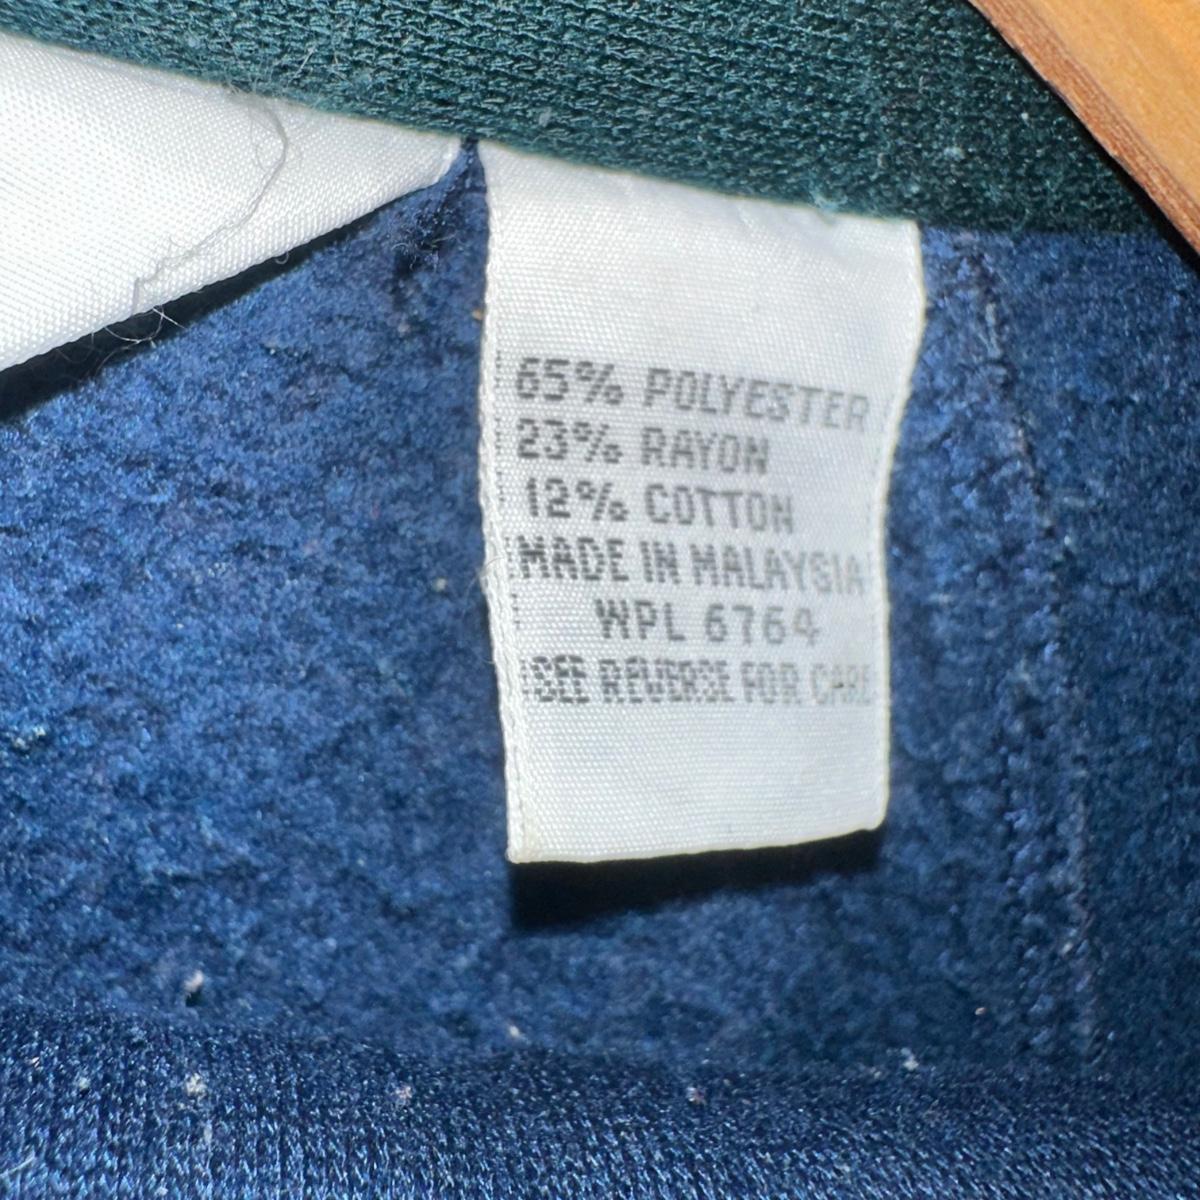 65% POLYESTER
23% RAYON
12% COTTON
MADE IN MALAYSIA
WPL 6764
SEE REVERSE FOR CARE